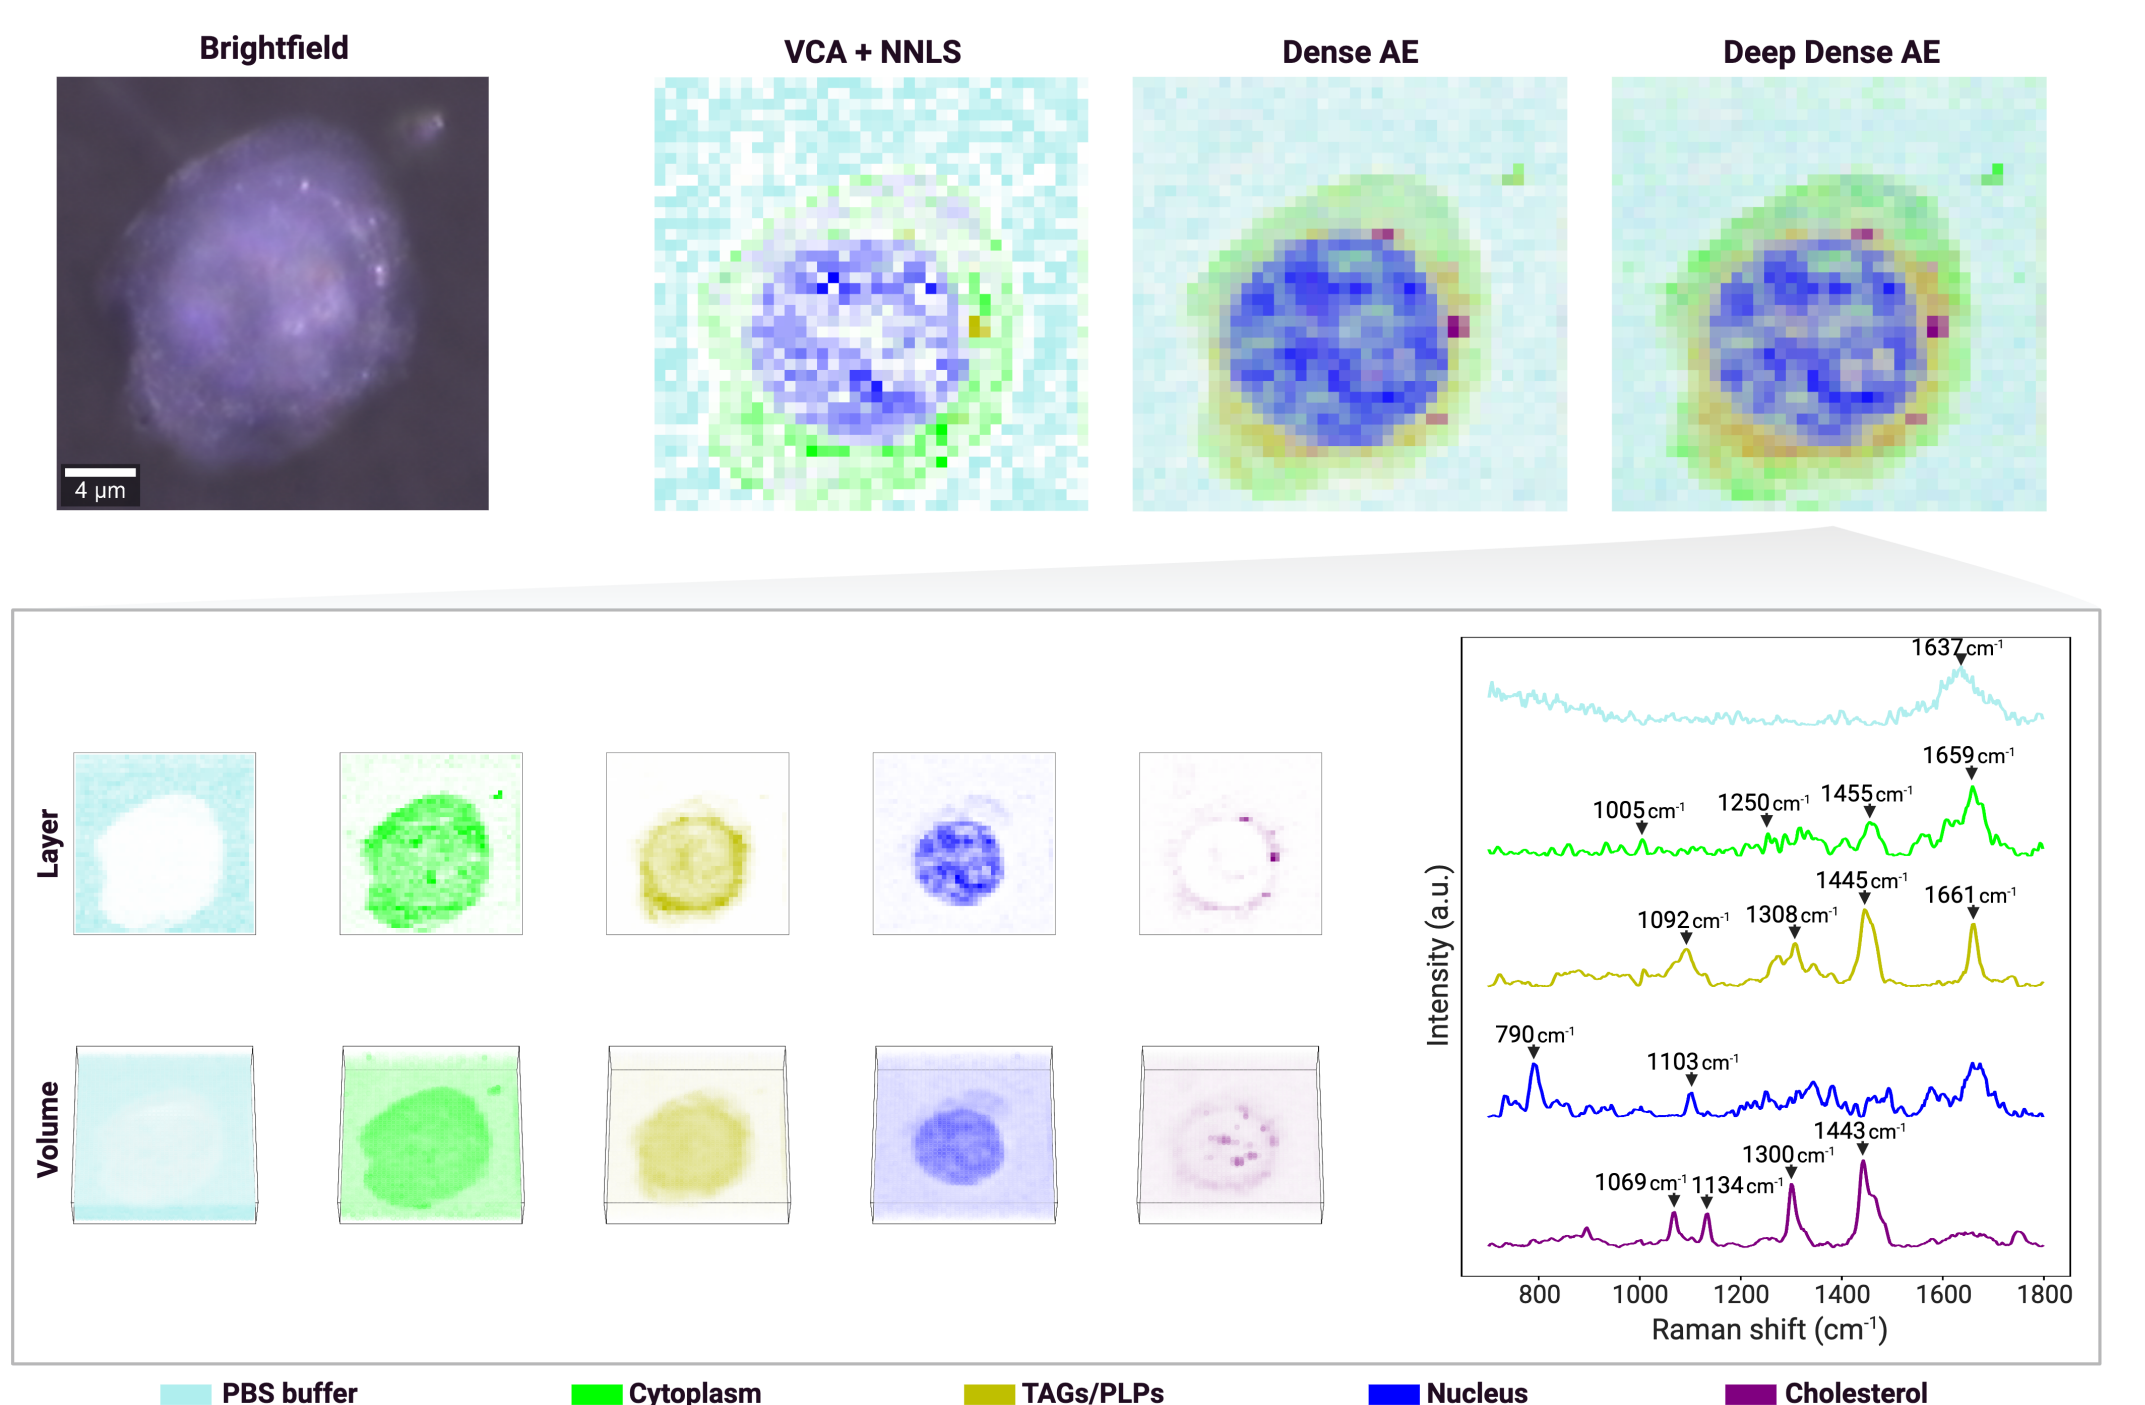 Brightfield
VCA + NNLS
Dense AE
Deep Dense AE
4 µm
Layer
Volume
Intensity (a.u.)
1637 cm⁻¹
1659 cm⁻¹
1005 cm⁻¹
1250 cm⁻¹
1455 cm⁻¹
1445 cm⁻¹
1661 cm⁻¹
1092 cm⁻¹
1308 cm⁻¹
790 cm⁻¹
1103 cm⁻¹
1443 cm⁻¹
1300 cm⁻¹
1069 cm⁻¹
1134 cm⁻¹
800 1000 1200 1400 1600 1800
Raman shift (cm⁻¹)
PBS buffer
Cytoplasm
TAGs/PLPs
Nucleus
Cholesterol